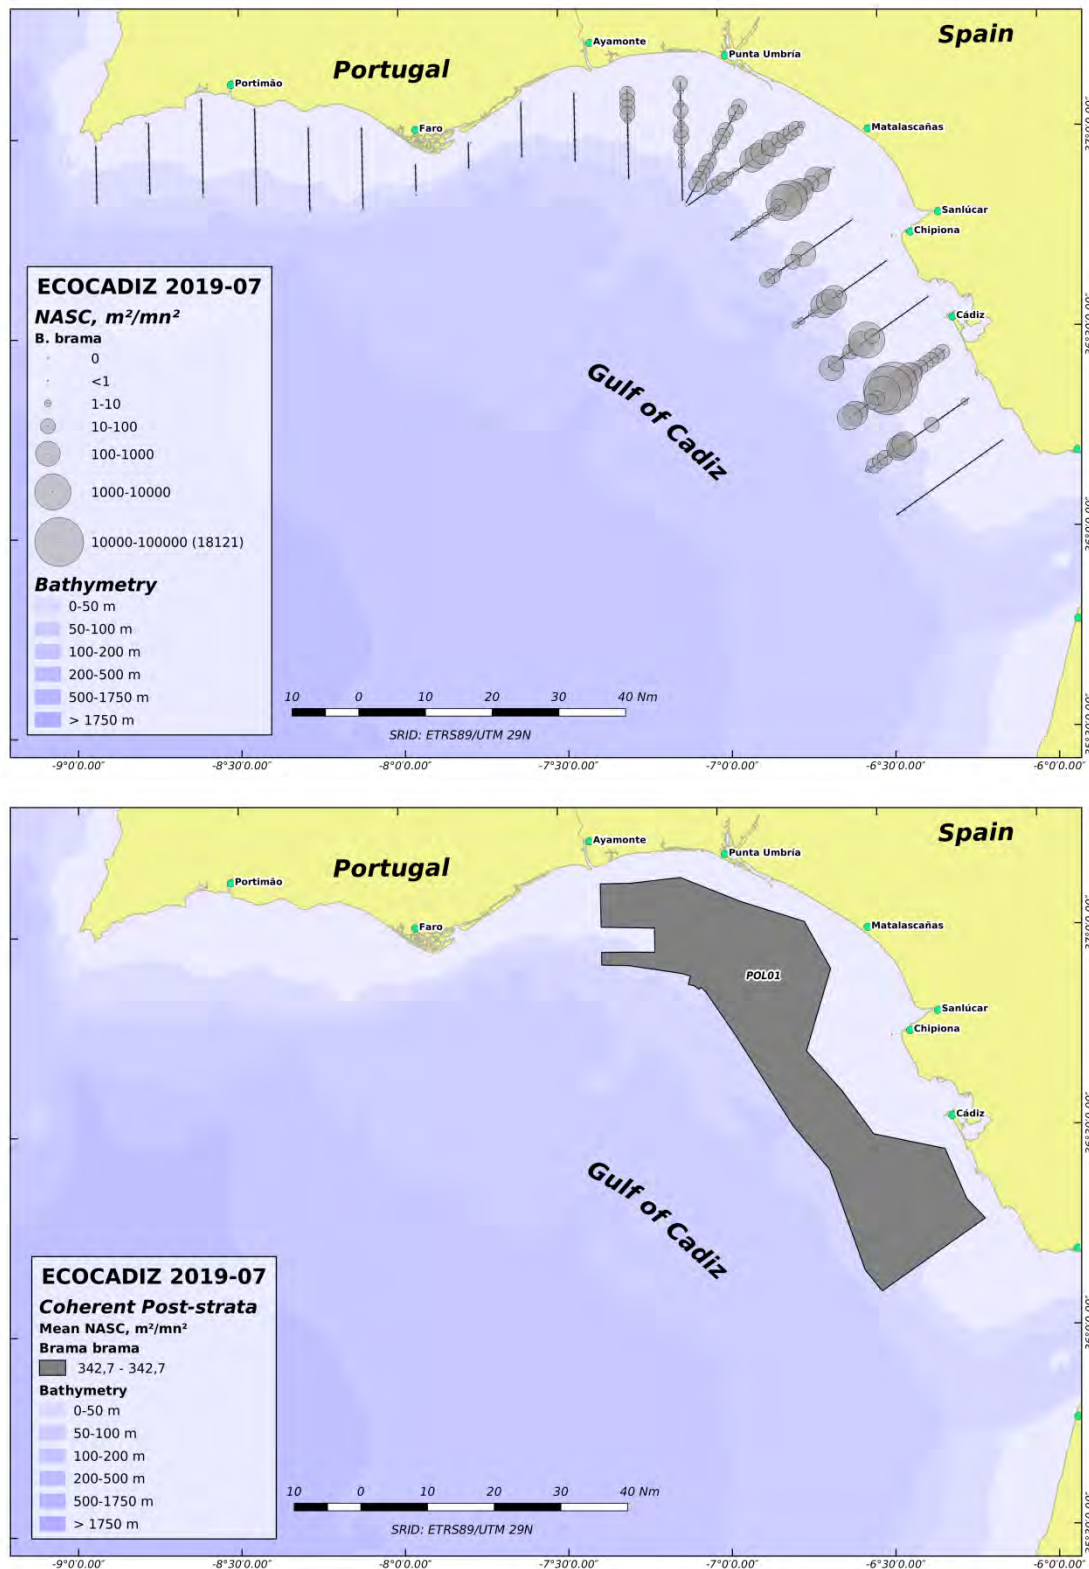 Spain
Portugal
Ayamonte
Punta Umbría
Portimão
Faro
Matalascañas
Sanlúcar
Chipiona
Cádiz
Gulf of Cadiz
ECOCADIZ 2019-07
NASC, m²/mn²
B. brama
0
<1
1-10
10-100
100-1000
1000-10000
10000-100000 (18121)
Bathymetry
0-50 m
50-100 m
100-200 m
200-500 m
500-1750 m
> 1750 m
10 0 10 20 30 40 Nm
SRID: ETRS89/UTM 29N
-9°0'0.00" -8°30'0.00" -8°0'0.00" -7°30'0.00" -7°0'0.00" -6°30'0.00" -6°0'0.00"
Spain
Portugal
Ayamonte
Punta Umbría
Portimão
Faro
Matalascañas
POL01
Sanlúcar
Chipiona
Cádiz
Gulf of Cadiz
ECOCADIZ 2019-07
Coherent Post-strata
Mean NASC, m²/mn²
Brama brama
342,7 - 342,7
Bathymetry
0-50 m
50-100 m
100-200 m
200-500 m
500-1750 m
> 1750 m
10 0 10 20 30 40 Nm
SRID: ETRS89/UTM 29N
-9°0'0.00" -8°30'0.00" -8°0'0.00" -7°30'0.00" -7°0'0.00" -6°30'0.00" -6°0'0.00"